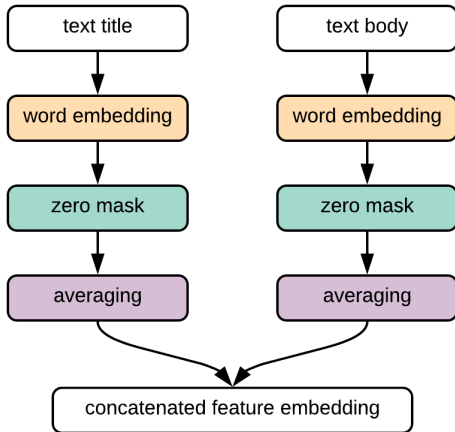 text title
text body
word embedding
word embedding
zero mask
zero mask
averaging
averaging
concatenated feature embedding